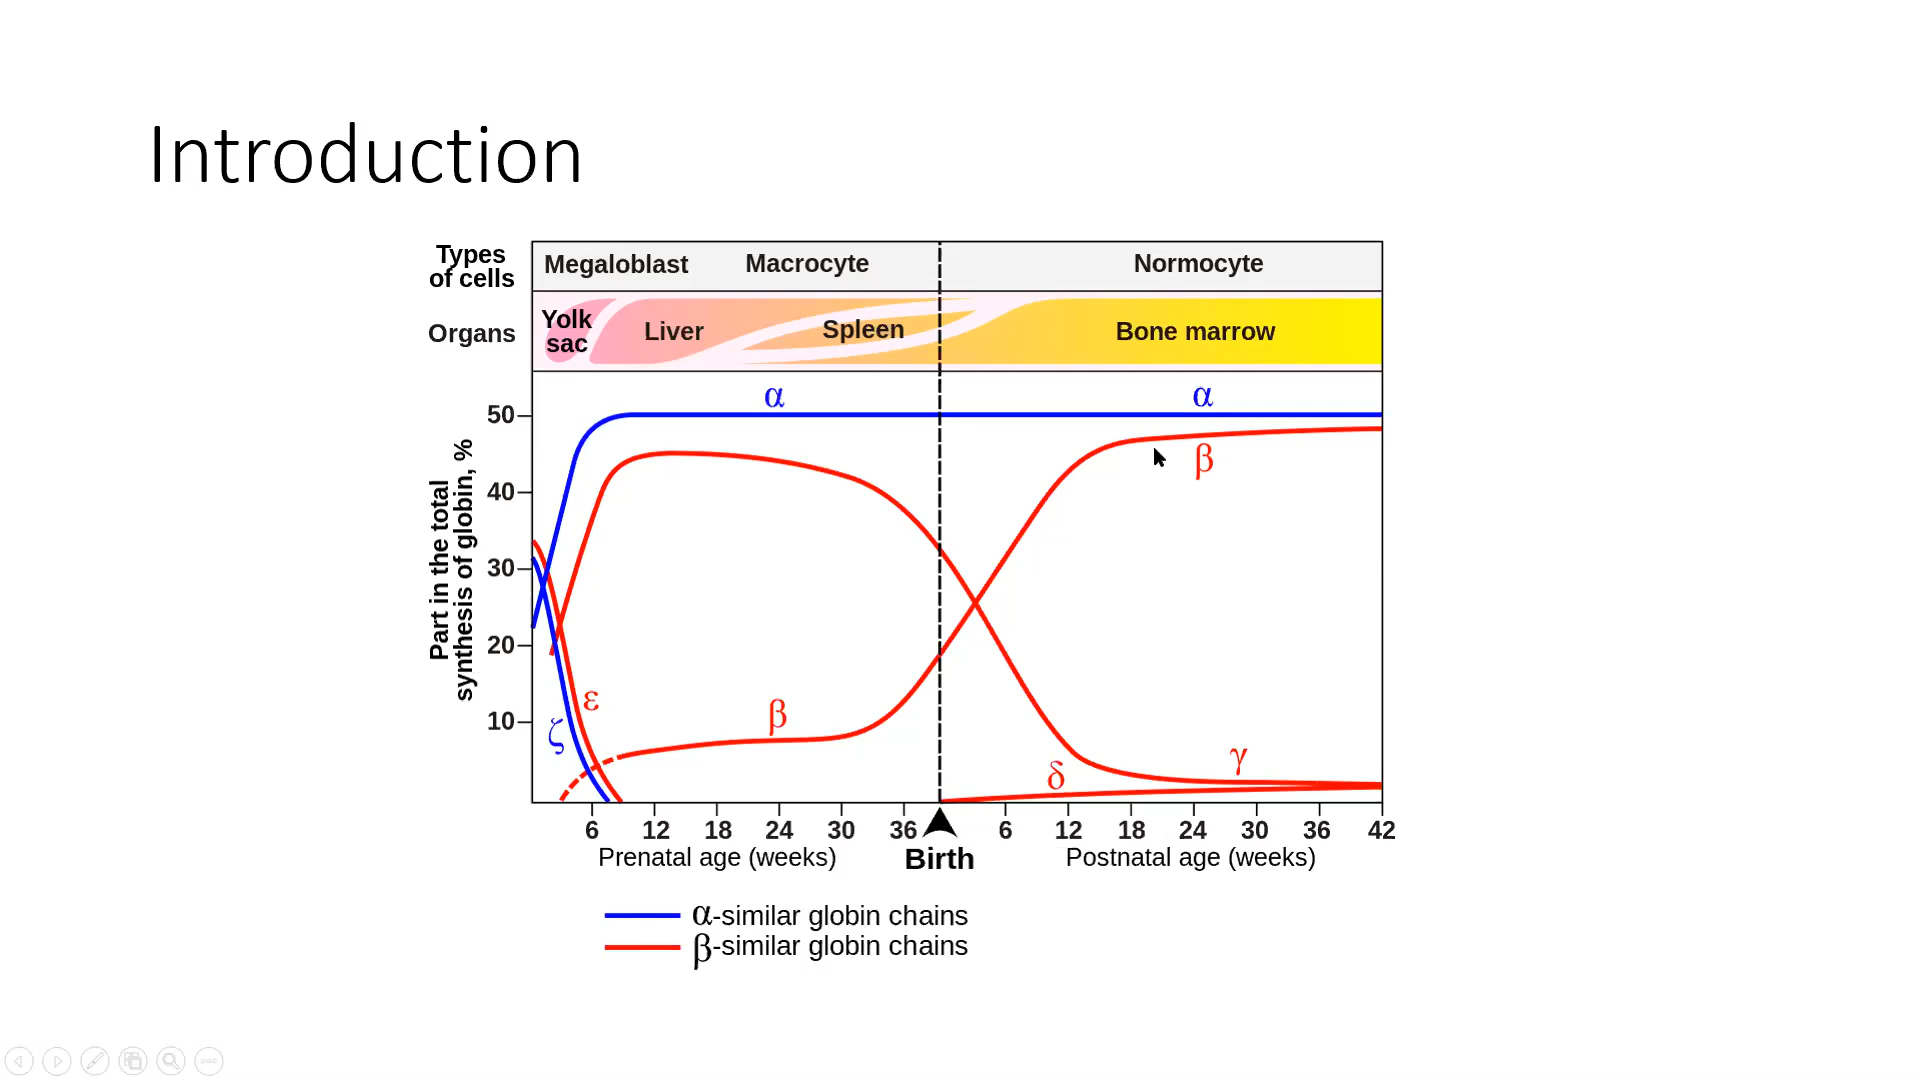 Introduction
Types
of cells
Megaloblast
Macrocyte
Normocyte
Organs
Yolk
sac
Liver
Spleen
Bone marrow
Part in the total
synthesis of globin, %
50
40
30
20
10
α
α
β
β
ε
ζ
δ
γ
6 12 18 24 30 36 6 12 18 24 30 36 42
Prenatal age (weeks)
Birth
Postnatal age (weeks)
α-similar globin chains
β-similar globin chains